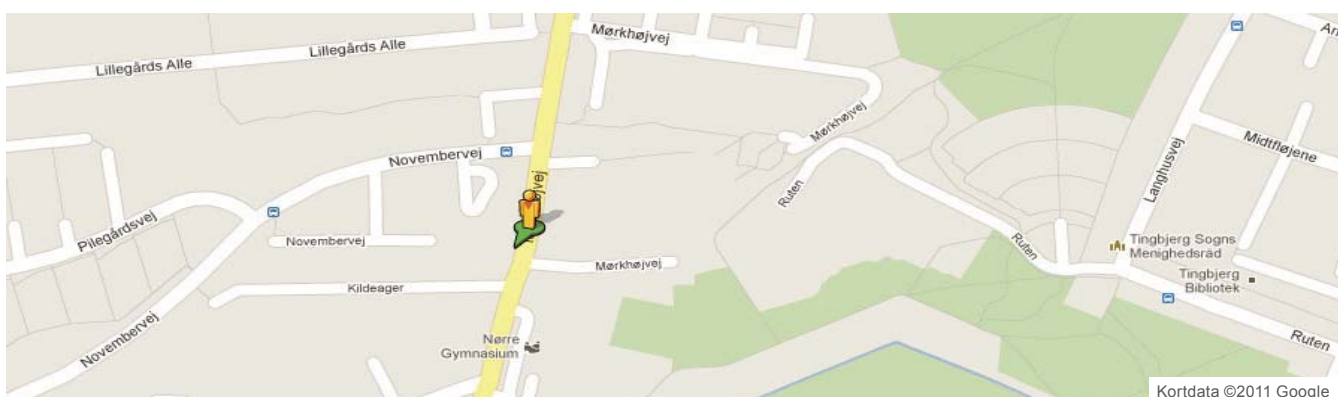 Mørkhøjvej
Lillegårds Alle
Lillegårds Alle
Mørkhøjvej
Midtfløjene
Novembervej
Langhusvej
Ruten
Pilegårdsvej
Novembervej
Ruten
Tingbjerg Sogns
Menighedsråd
Mørkhøjvej
Tingbjerg
Bibliotek
Kildeager
Novembervej
Ruten
Nørre
Gymnasium
Kortdata ©2011 Google